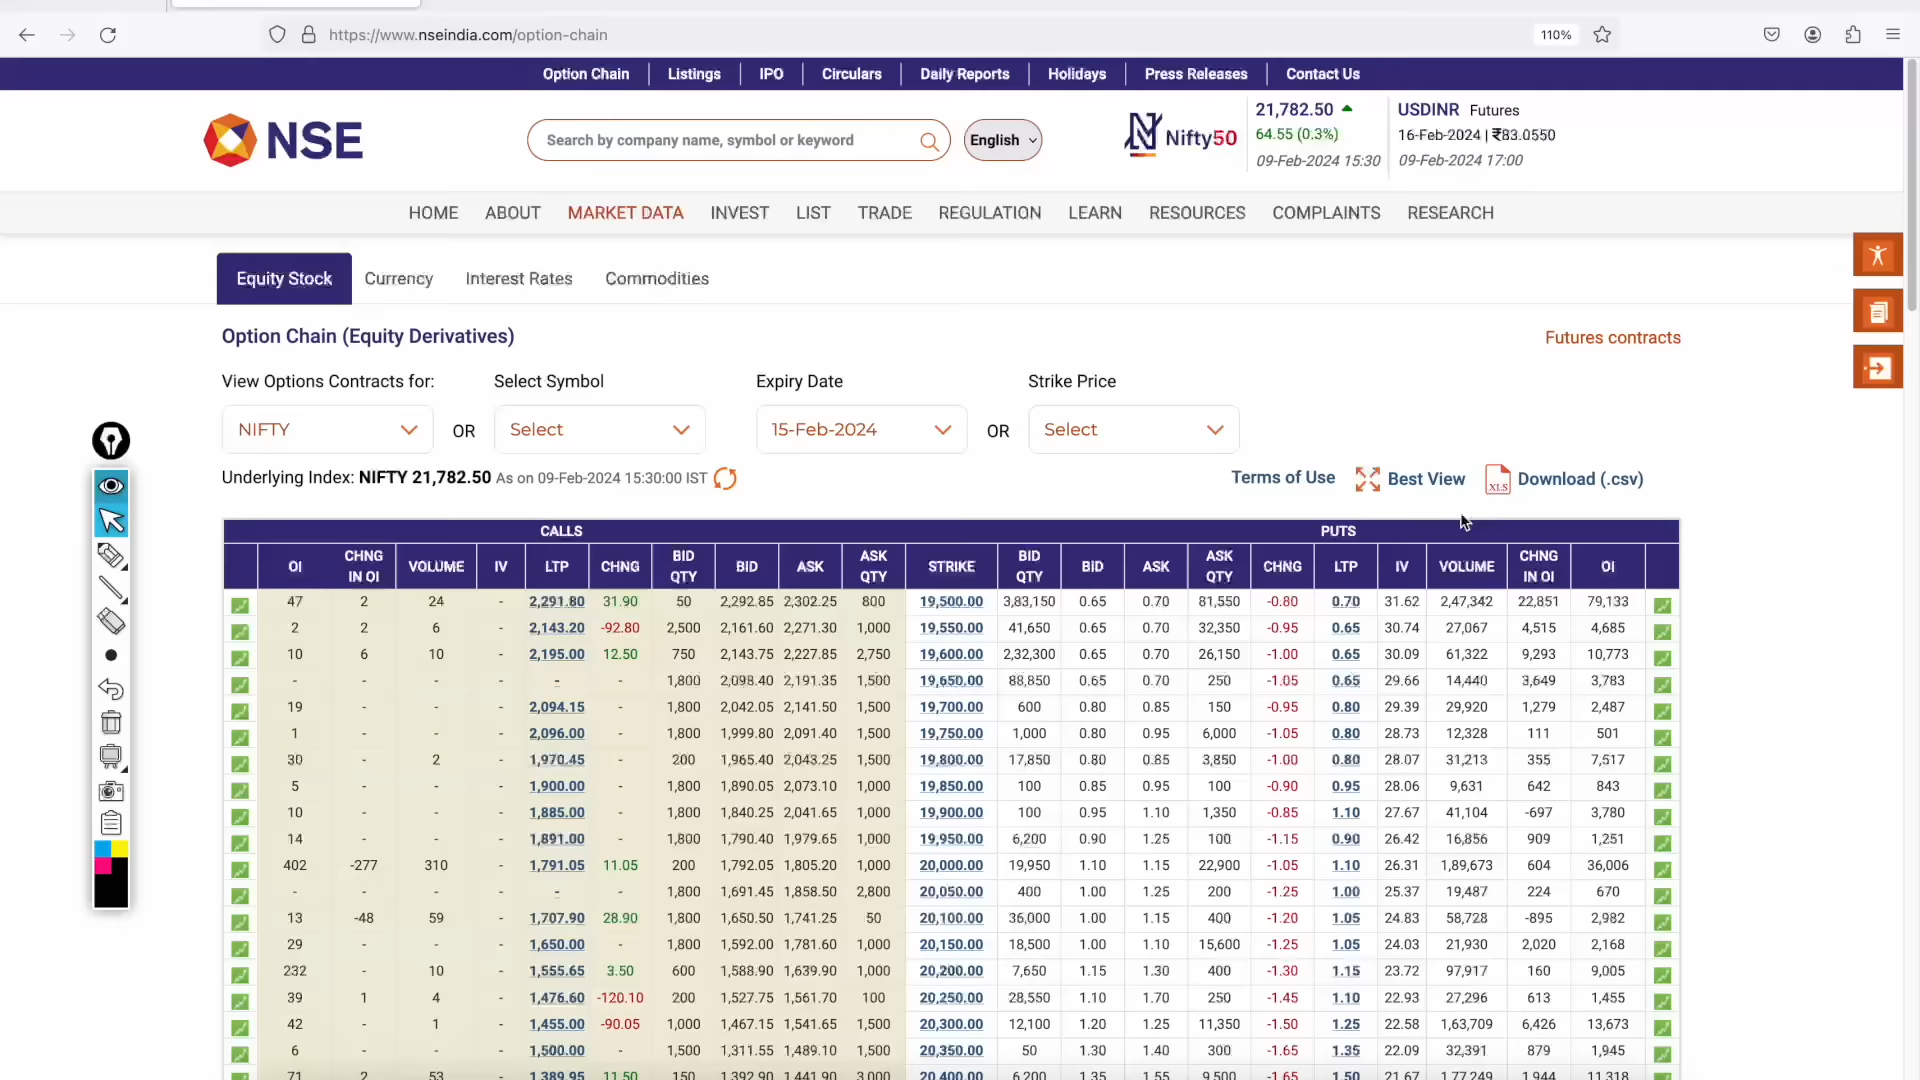 https://www.nseindia.com/option-chain 110%
Option Chain Listings IPO Circulars Daily Reports Holidays Press Releases Contact Us
NSE
Search by company name, symbol or keyword
English
Nifty50
21,782.50
64.55 (0.3%)
09-Feb-2024 15:30
USDINR Futures
16-Feb-2024 | ₹83.0550
09-Feb-2024 17:00
HOME ABOUT MARKET DATA INVEST LIST TRADE REGULATION LEARN RESOURCES COMPLAINTS RESEARCH
Equity Stock Currency Interest Rates Commodities
Option Chain (Equity Derivatives) Futures contracts
View Options Contracts for: Select Symbol Expiry Date Strike Price
NIFTY OR Select 15-Feb-2024 OR Select
Underlying Index: NIFTY 21,782.50 As on 09-Feb-2024 15:30:00 IST Terms of Use Best View XLS Download (.csv)
CALLS PUTS
OI CHNG IN OI VOLUME IV LTP CHNG BID QTY BID ASK ASK QTY STRIKE BID QTY BID ASK ASK QTY CHNG LTP IV VOLUME CHNG IN OI OI
47 2 24 - 2,291.80 31.90 50 2,292.85 2,302.25 800 19,500.00 3,83,150 0.65 0.70 81,550 -0.80 0.70 31.62 2,47,342 22,851 79,133
2 2 6 - 2,143.20 -92.80 2,500 2,161.60 2,271.30 1,000 19,550.00 41,650 0.65 0.70 32,350 -0.95 0.65 30.74 27,067 4,515 4,685
10 6 10 - 2,195.00 12.50 750 2,143.75 2,227.85 2,750 19,600.00 2,32,300 0.65 0.70 26,150 -1.00 0.65 30.09 61,322 9,293 10,773
- - - - - - 1,800 2,098.40 2,191.35 1,500 19,650.00 88,850 0.65 0.70 250 -1.05 0.65 29.66 14,440 3,649 3,783
19 - - - 2,094.15 - 1,800 2,042.05 2,141.50 1,500 19,700.00 600 0.80 0.85 150 -0.95 0.80 29.39 29,920 1,279 2,487
1 - - - 2,096.00 - 1,800 1,999.80 2,091.40 1,500 19,750.00 1,000 0.80 0.95 6,000 -1.05 0.80 28.73 12,328 111 501
30 - 2 - 1,970.45 - 200 1,965.40 2,043.25 1,500 19,800.00 17,850 0.80 0.85 3,850 -1.00 0.80 28.07 31,213 355 7,517
5 - - - 1,900.00 - 1,800 1,890.05 2,073.10 1,000 19,850.00 100 0.85 0.95 100 -0.90 0.95 28.06 9,631 642 843
10 - - - 1,885.00 - 1,800 1,840.25 2,041.65 1,000 19,900.00 100 0.95 1.10 1,350 -0.85 1.10 27.67 41,104 -697 3,780
14 - - - 1,891.00 - 1,800 1,790.40 1,979.65 1,000 19,950.00 6,200 0.90 1.25 100 -1.15 0.90 26.42 16,856 909 1,251
402 -277 310 - 1,791.05 11.05 200 1,792.05 1,805.20 1,000 20,000.00 19,950 1.10 1.15 22,900 -1.05 1.10 26.31 1,89,673 604 36,006
- - - - - - 1,800 1,691.45 1,858.50 2,800 20,050.00 400 1.00 1.25 200 -1.25 1.00 25.37 19,487 224 670
13 -48 59 - 1,707.90 28.90 1,800 1,650.50 1,741.25 50 20,100.00 36,000 1.00 1.15 400 -1.20 1.05 24.83 58,728 -895 2,982
29 - - - 1,650.00 - 1,800 1,592.00 1,781.60 1,000 20,150.00 18,500 1.00 1.10 15,600 -1.25 1.05 24.03 21,930 2,020 2,168
232 - 10 - 1,555.65 3.50 600 1,588.90 1,639.90 1,000 20,200.00 7,650 1.15 1.30 400 -1.30 1.15 23.72 97,917 160 9,005
39 1 4 - 1,476.60 -120.10 200 1,527.75 1,561.70 100 20,250.00 28,550 1.10 1.70 250 -1.45 1.10 22.93 27,296 613 1,455
42 - 1 - 1,455.00 -90.05 1,000 1,467.15 1,541.65 1,500 20,300.00 12,100 1.20 1.25 11,350 -1.50 1.25 22.58 1,63,709 6,426 13,673
6 - - - 1,500.00 - 1,500 1,311.55 1,489.10 1,500 20,350.00 50 1.30 1.40 300 -1.65 1.35 22.09 32,391 879 1,945
71 2 53 - 1,389.95 11.50 150 1,392.90 1,441.90 3,000 20,400.00 6,200 1.35 1.55 9,500 -1.65 1.50 21.67 1,77,249 1,944 11,318